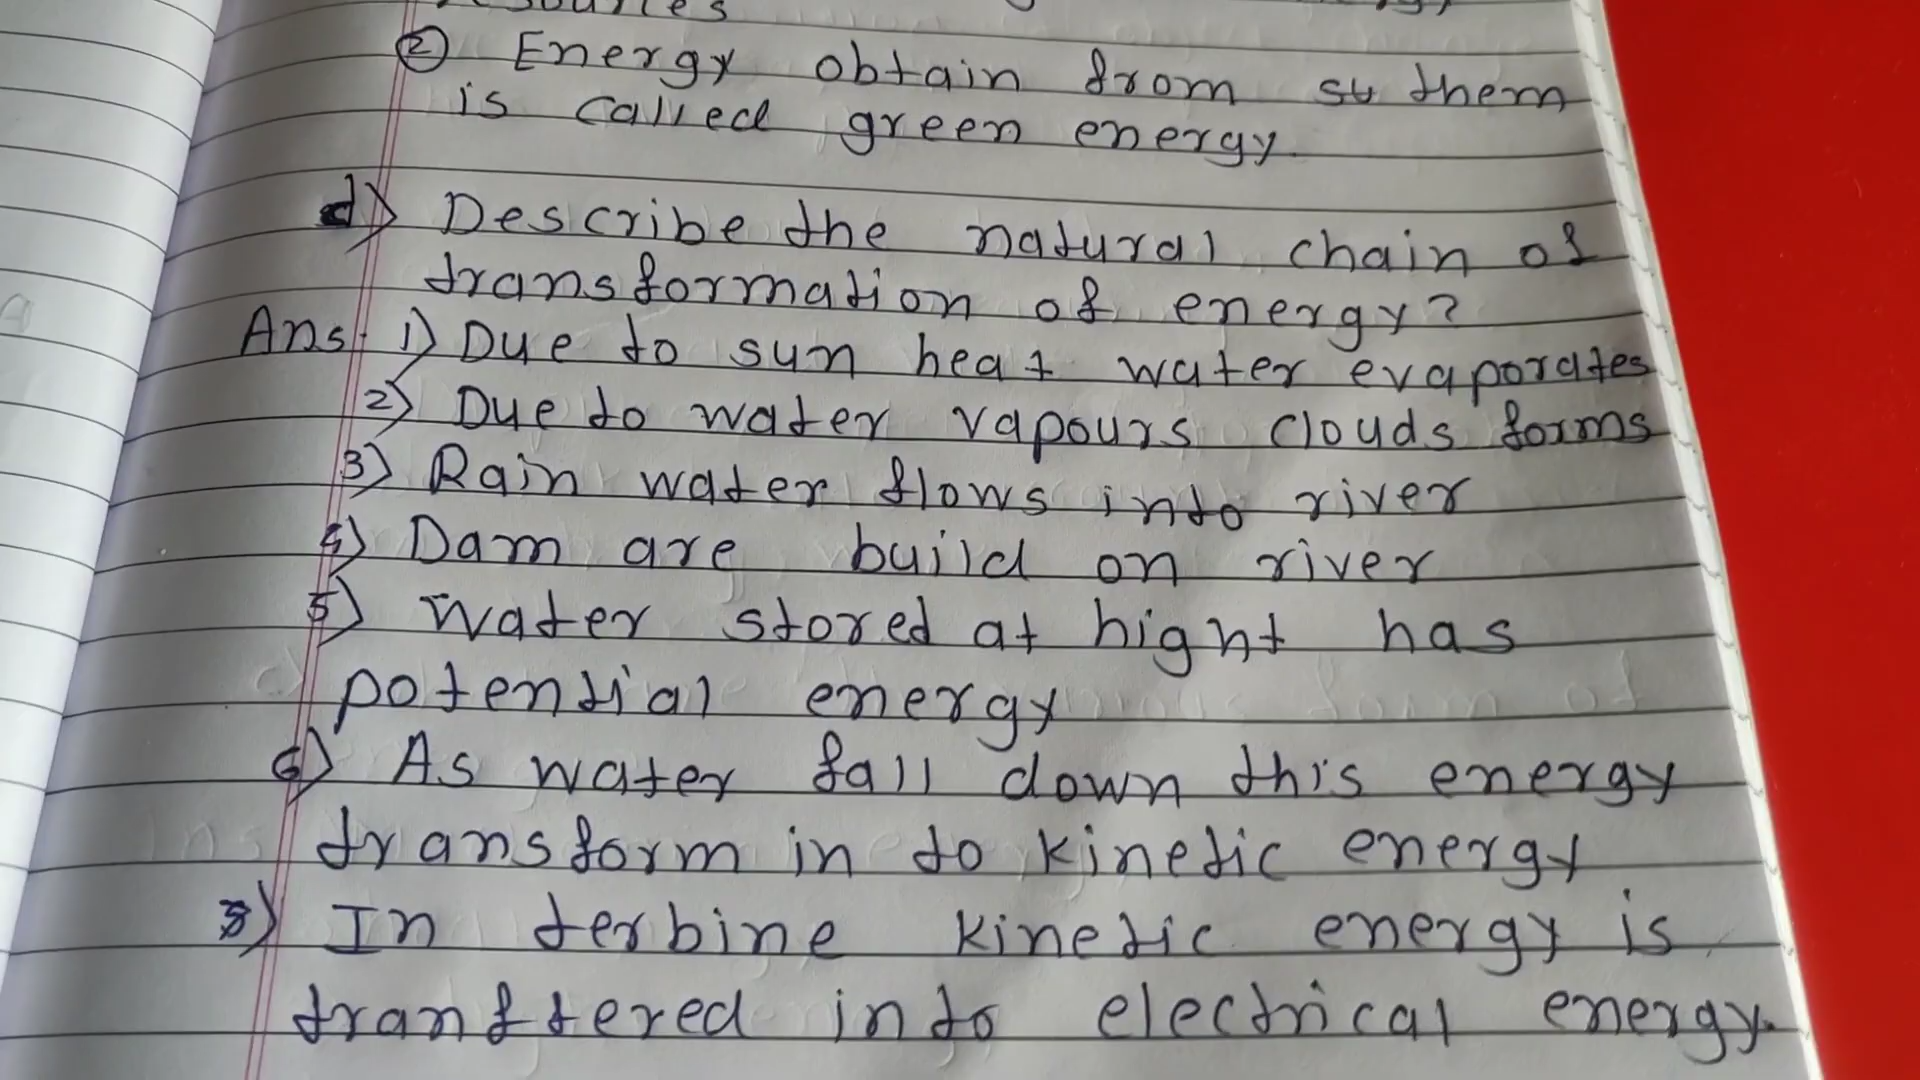 ② Energy obtain from su them
is called green energy
d) Describe the natural chain of
transformation of energy?
Ans. 1) Due to sun heat water evaporates
2) Due to water vapours clouds forms
3) Rain water flows into river
4) Dam are build on river
5) water stored at hight has
potential energy
6) As water fall down this energy
transform in to kinetic energy
In terbine kinetic energy is
tranftered into electrical energy.